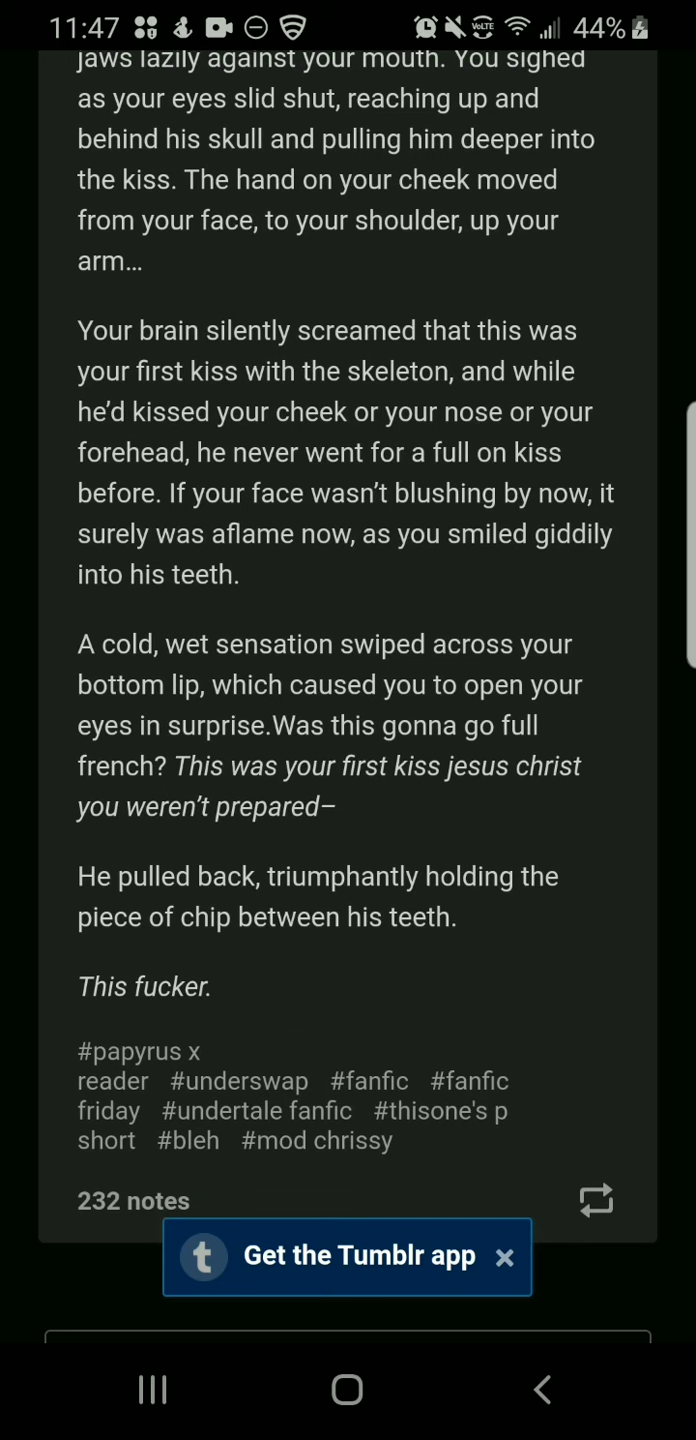 11:47 VoLTE 44%
jaws lazily against your mouth. You sighed
as your eyes slid shut, reaching up and
behind his skull and pulling him deeper into
the kiss. The hand on your cheek moved
from your face, to your shoulder, up your
arm…
Your brain silently screamed that this was
your first kiss with the skeleton, and while
he’d kissed your cheek or your nose or your
forehead, he never went for a full on kiss
before. If your face wasn’t blushing by now, it
surely was aflame now, as you smiled giddily
into his teeth.
A cold, wet sensation swiped across your
bottom lip, which caused you to open your
eyes in surprise.Was this gonna go full
french? This was your first kiss jesus christ
you weren’t prepared–
He pulled back, triumphantly holding the
piece of chip between his teeth.
This fucker.
#papyrus x
reader #underswap #fanfic #fanfic
friday #undertale fanfic #thisone's p
short #bleh #mod chrissy
232 notes
t Get the Tumblr app ×